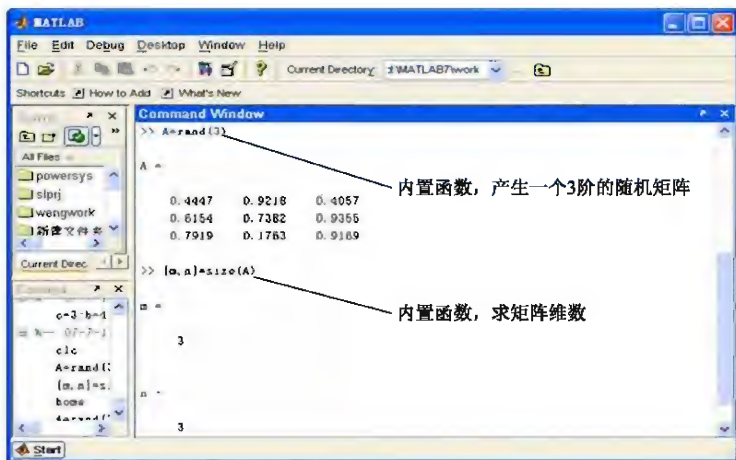 MATLAB
File Edit Debug Desktop Window Help
Current Directory:
Shortcuts How to Add What's New
Command Window
>> A=rand(3)
A =
0.4447 0.9218 0.4057
0.6154 0.7382 0.9355
0.7919 0.1763 0.9169
内置函数，产生一个3阶的随机矩阵
>> [m,n]=size(A)
内置函数，求矩阵维数
m =
3
n =
3
All Files
powersys
slprj
wengwork
Current Direc
clc
A=rand(
[m,n]=s.
home
Start